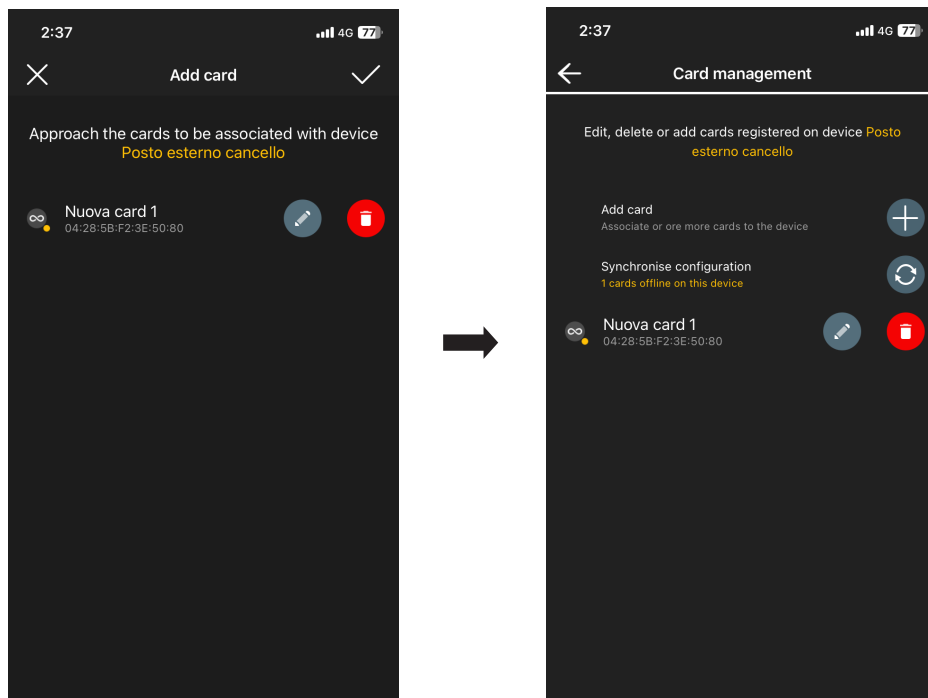 2:37
4G 77
Add card
Approach the cards to be associated with device
Posto esterno cancello
Nuova card 1
04:28:5B:F2:3E:50:80
2:37
4G 77
Card management
Edit, delete or add cards registered on device Posto
esterno cancello
Add card
Associate or ore more cards to the device
Synchronise configuration
1 cards offline on this device
Nuova card 1
04:28:5B:F2:3E:50:80